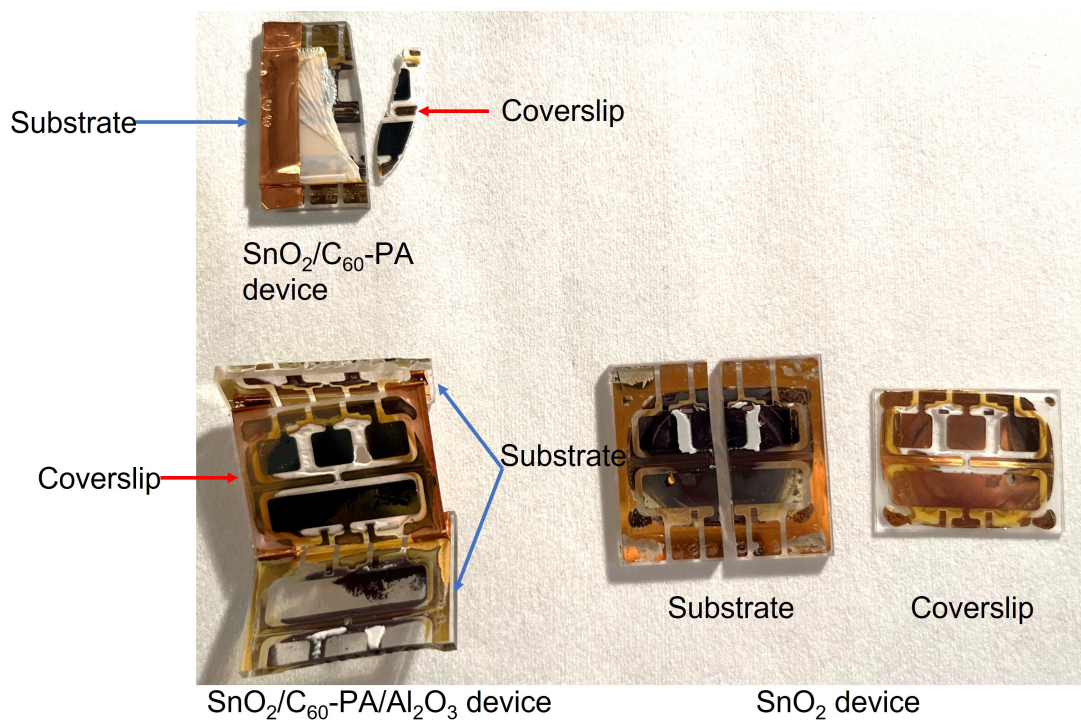 Substrate
Coverslip
SnO₂/C₆₀-PA
device
Coverslip
Substrate
Substrate
Coverslip
SnO₂/C₆₀-PA/Al₂O₃ device
SnO₂ device